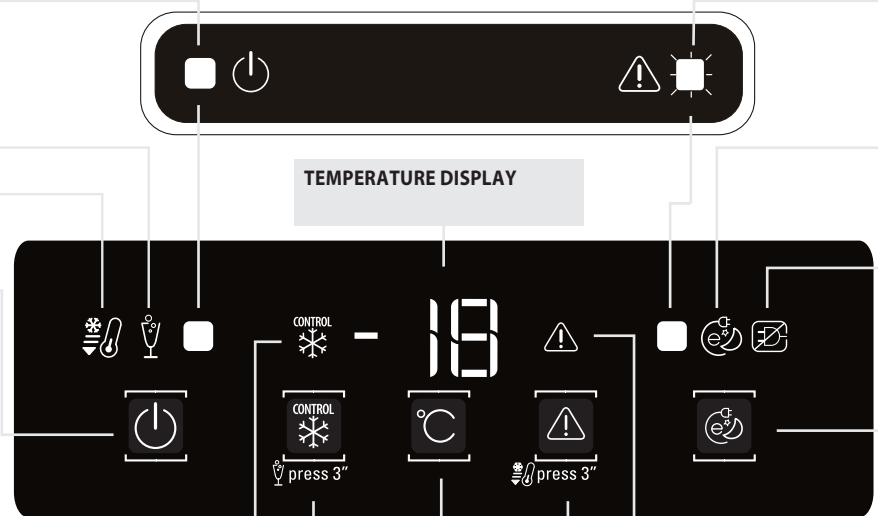 TEMPERATURE DISPLAY
CONTROL
-18
CONTROL
°C
press 3”
press 3”